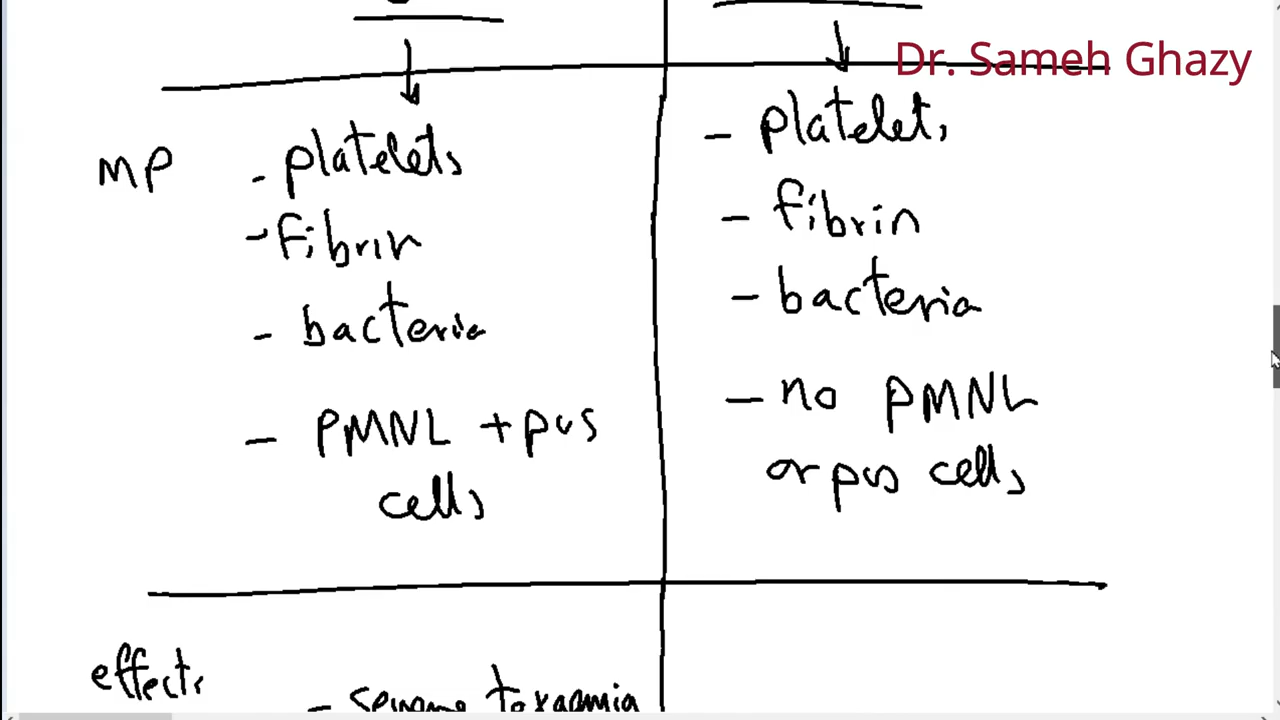 Dr. Sameh Ghazy
MP
- platelets
- fibrin
- bacteria
- PMNL + pus
cells
- platelets
- fibrin
- bacteria
- no PMNL
or pus cells
effects
- severe toxaemia